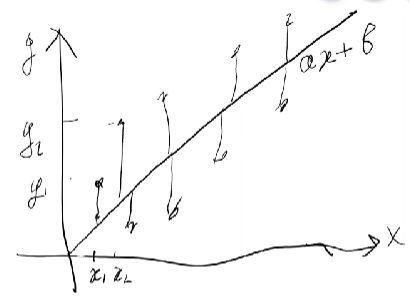 y
ax + b
y₂
y₁
x
x₁ x₂